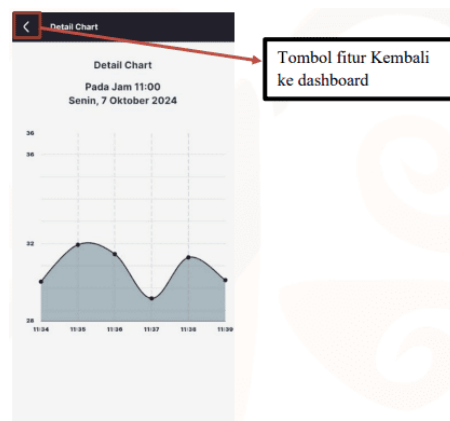 Detail Chart
Tombol fitur Kembali
ke dashboard
Detail Chart
Pada Jam 11:00
Senin, 7 Oktober 2024
36
36
32
28
11:34 11:35 11:36 11:37 11:38 11:39